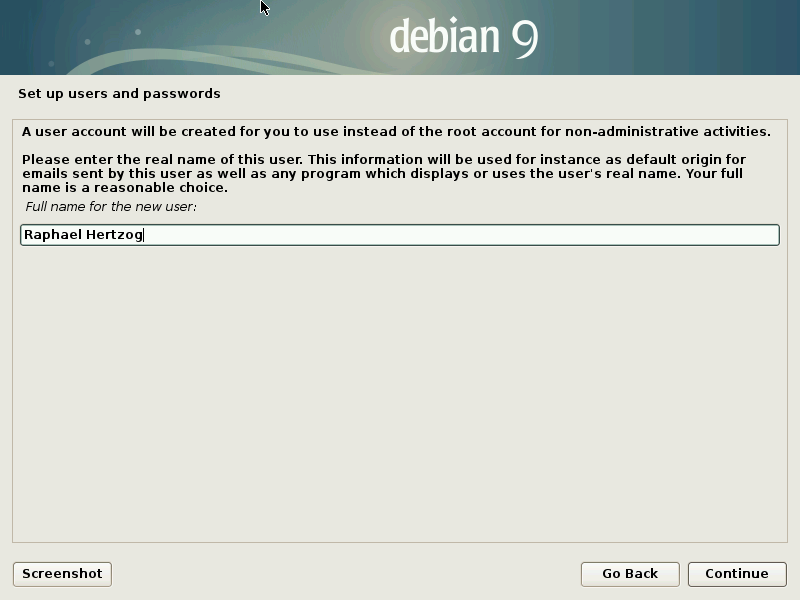 debian 9
Set up users and passwords
A user account will be created for you to use instead of the root account for non-administrative activities.
Please enter the real name of this user. This information will be used for instance as default origin for
emails sent by this user as well as any program which displays or uses the user's real name. Your full
name is a reasonable choice.
Full name for the new user:
Raphael Hertzog
Screenshot
Go Back
Continue